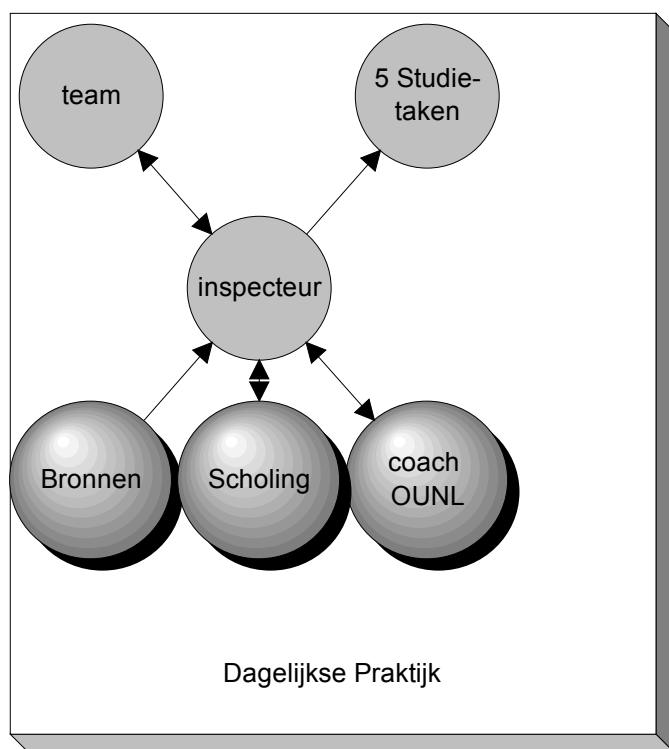 team
5 Studie-
taken
inspecteur
Bronnen
Scholing
coach
OUNL
Dagelijkse Praktijk